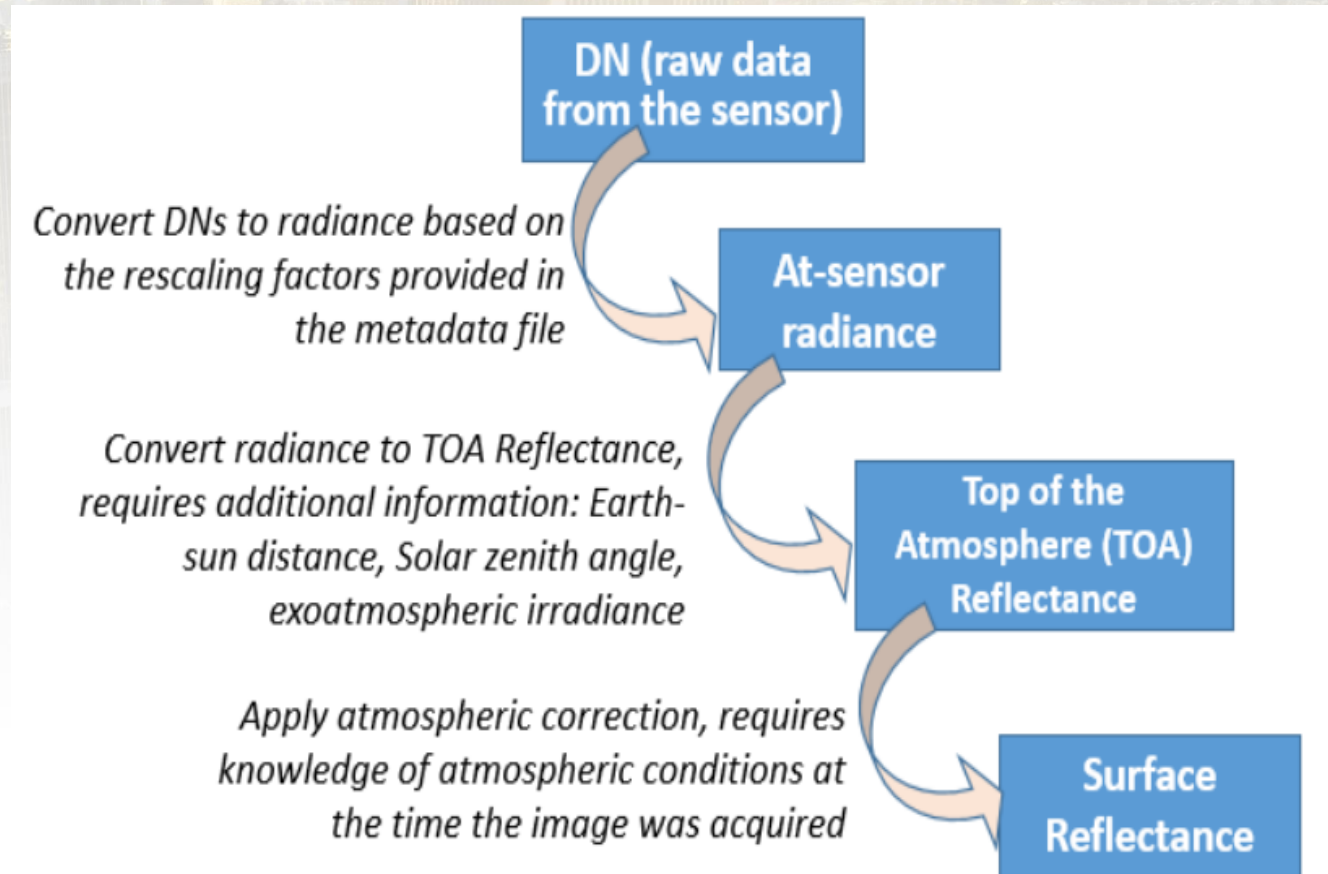 DN (raw data
from the sensor)
Convert DNs to radiance based on
the rescaling factors provided in
the metadata file
At-sensor
radiance
Convert radiance to TOA Reflectance,
requires additional information: Earth-
sun distance, Solar zenith angle,
exoatmospheric irradiance
Top of the
Atmosphere (TOA)
Reflectance
Apply atmospheric correction, requires
knowledge of atmospheric conditions at
the time the image was acquired
Surface
Reflectance